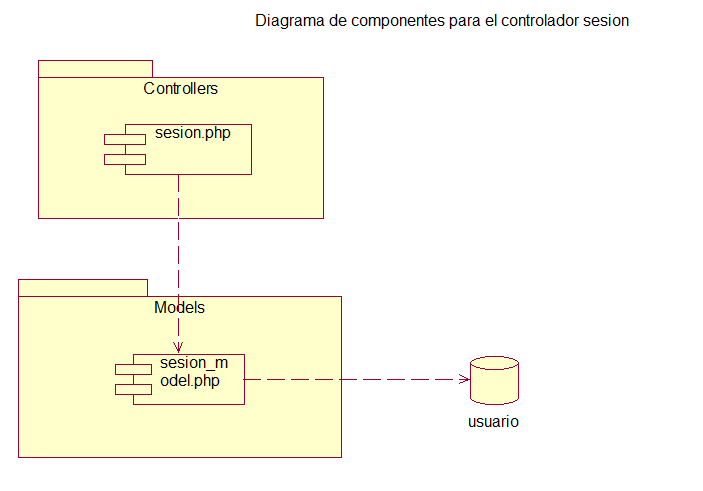 Diagrama de componentes para el controlador sesion
Controllers
sesion.php
Models
sesion_m
odel.php
usuario